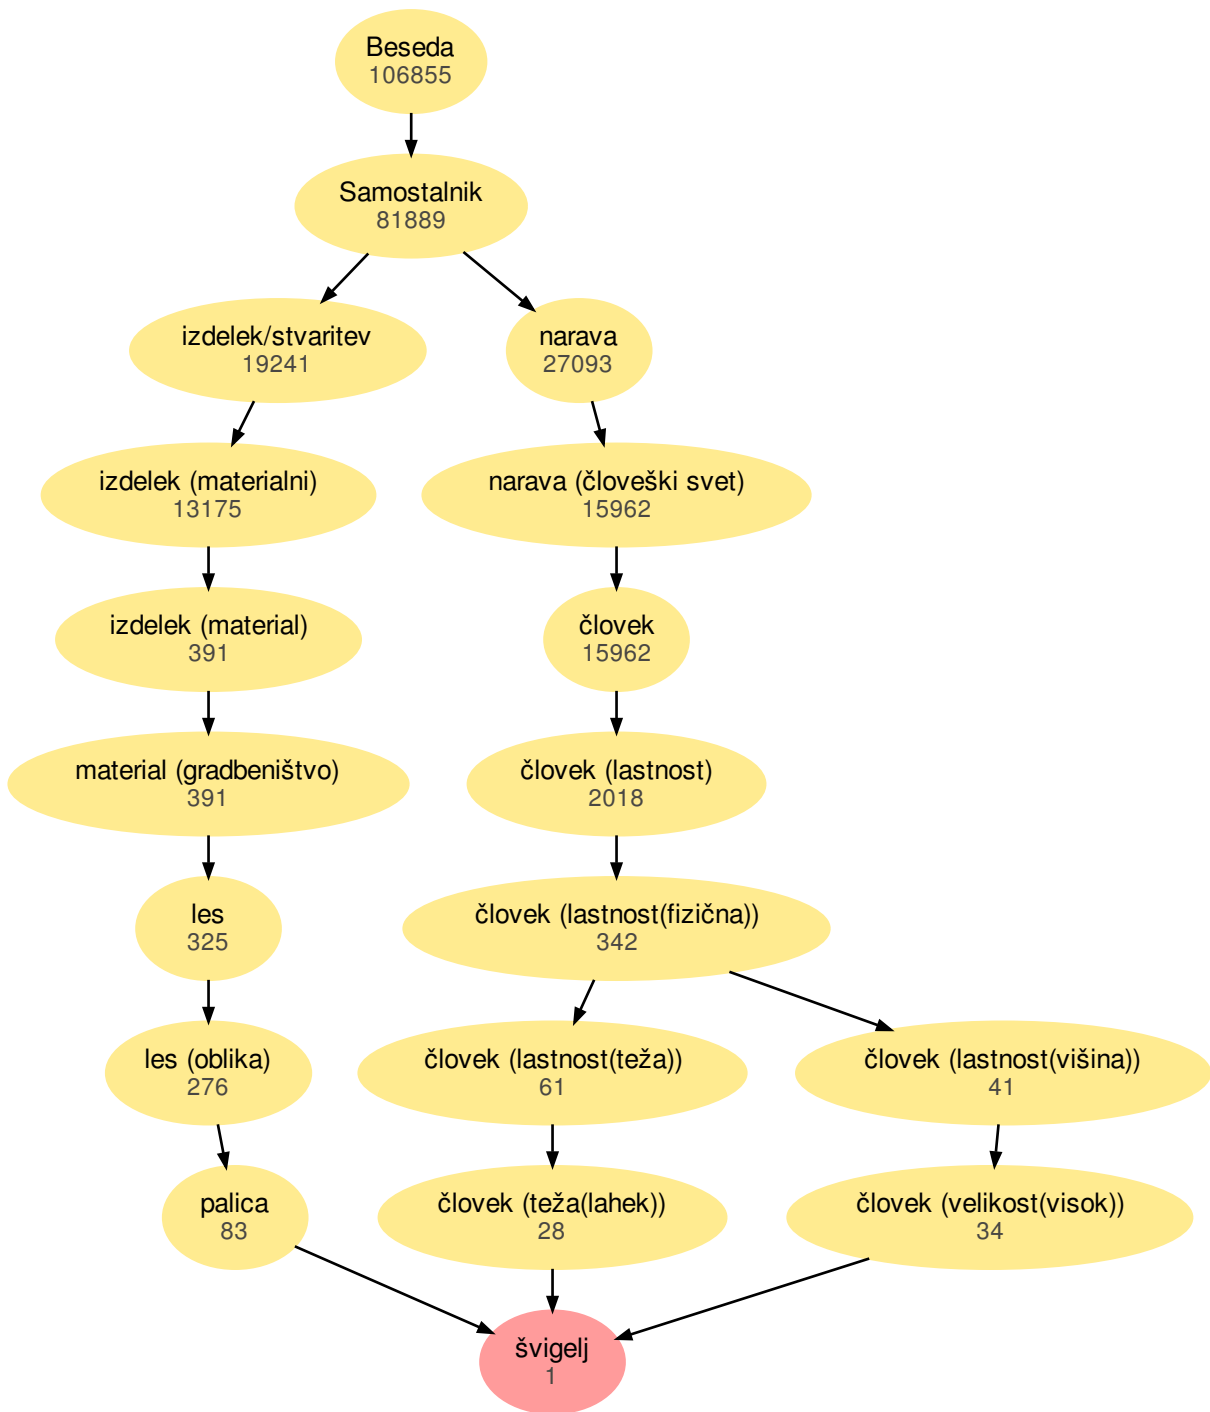 Beseda
106855
Samostalnik
81889
izdelek/stvaritev
19241
narava
27093
izdelek (materialni)
13175
narava (človeški svet)
15962
izdelek (material)
391
človek
15962
material (gradbeništvo)
391
človek (lastnost)
2018
les
325
človek (lastnost(fizična))
342
les (oblika)
276
človek (lastnost(teža))
61
človek (lastnost(višina))
41
palica
83
človek (teža(lahek))
28
človek (velikost(visok))
34
švigelj
1